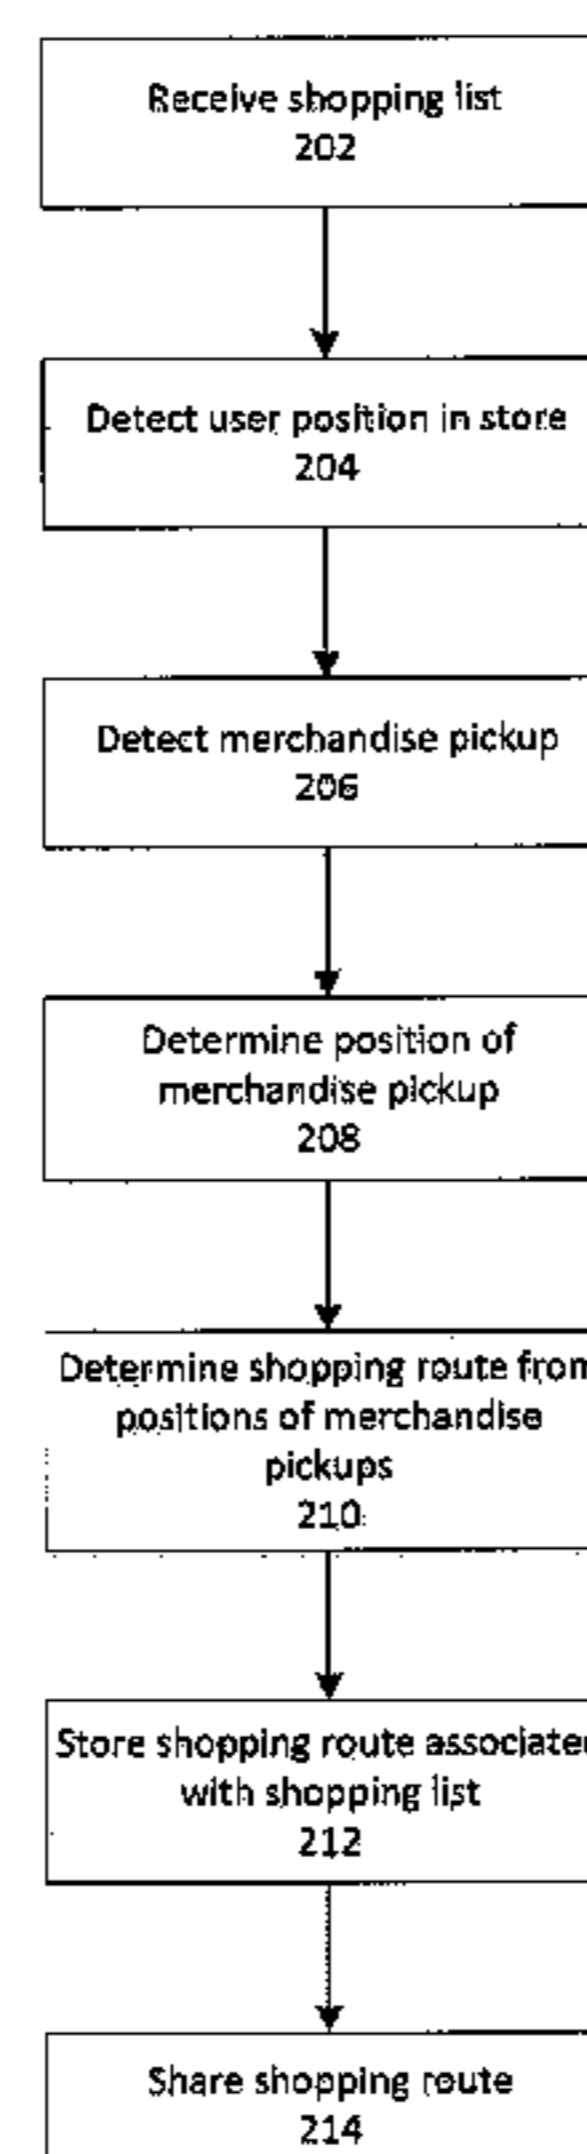 Receive shopping list
202
Detect user position in store
204
Detect merchandise pickup
206
Determine position of
merchandise pickup
208
Determine shopping route from
positions of merchandise
pickups
210
Store shopping route associated
with shopping list
212
Share shopping route
214